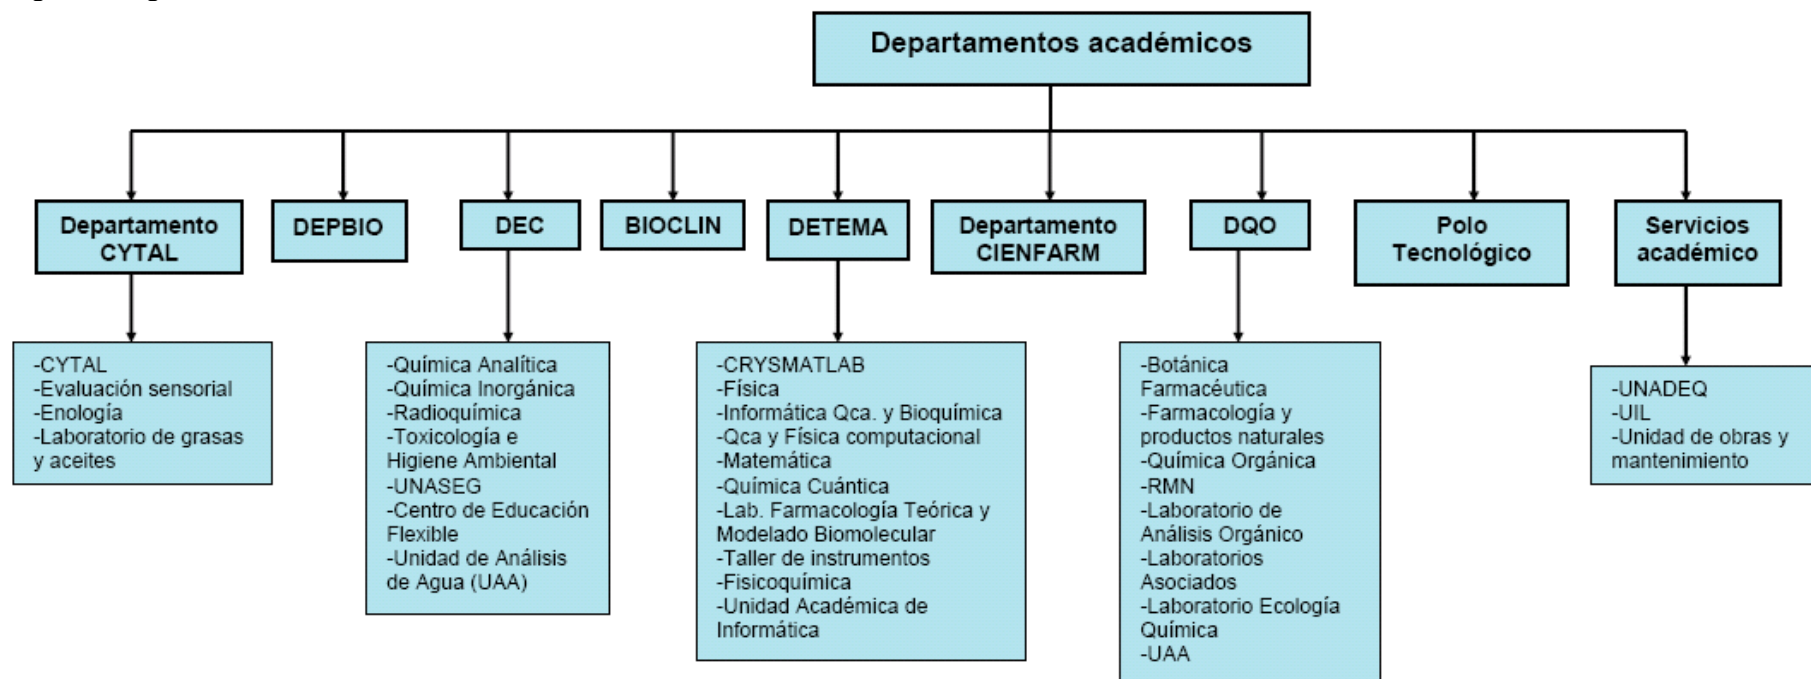 Departamentos académicos
Departamento
CYTAL
DEPBIO
DEC
BIOCLIN
DETEMA
Departamento
CIENFARM
DQO
Polo
Tecnológico
Servicios
académico
-CYTAL
-Evaluación sensorial
-Enología
-Laboratorio de grasas
y aceites
-Química Analítica
-Química Inorgánica
-Radioquímica
-Toxicología e
Higiene Ambiental
-UNASEG
-Centro de Educación
Flexible
-Unidad de Análisis
de Agua (UAA)
-CRYSMATLAB
-Física
-Informática Qca. y Bioquímica
-Qca y Física computacional
-Matemática
-Química Cuántica
-Lab. Farmacología Teórica y
Modelado Biomolecular
-Taller de instrumentos
-Fisicoquímica
-Unidad Académica de
Informática
-Botánica
Farmacéutica
-Farmacología y
productos naturales
-Química Orgánica
-RMN
-Laboratorio de
Análisis Orgánico
-Laboratorios
Asociados
-Laboratorio Ecología
Química
-UAA
-UNADEQ
-UIL
-Unidad de obras y
mantenimiento